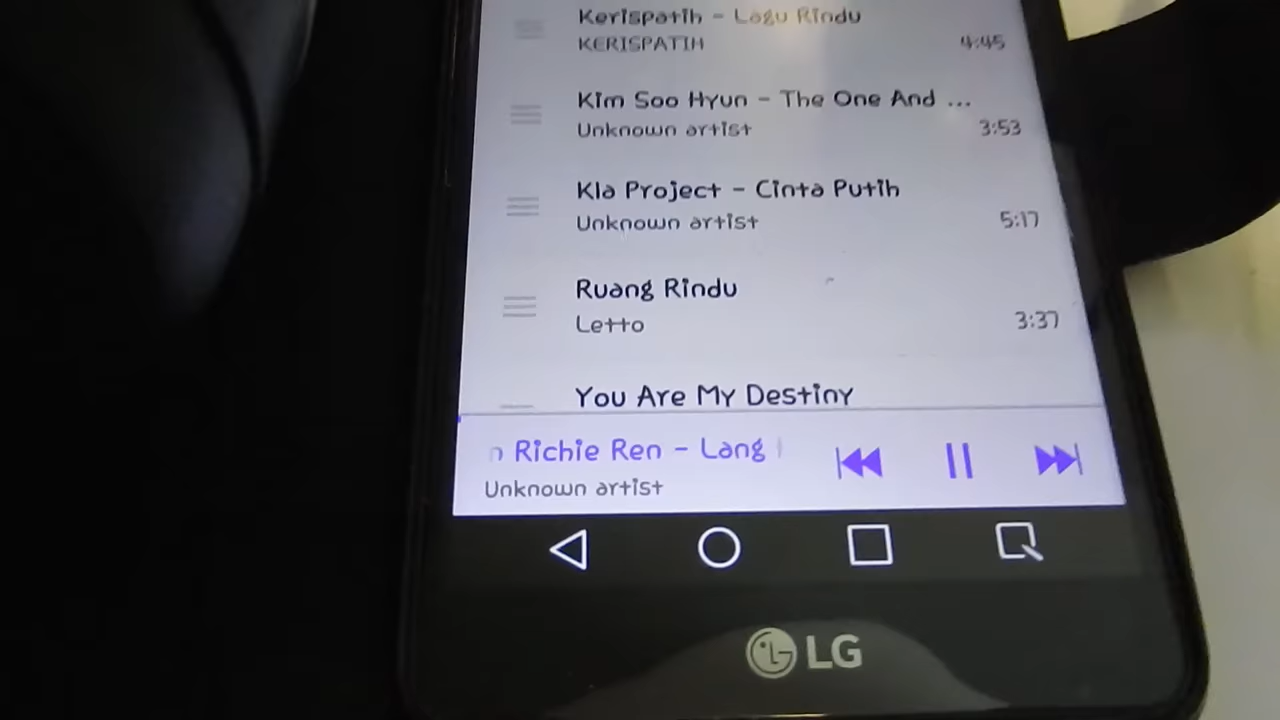 Kerispatih - Lagu Rindu
KERISPATIH
4:45
Kim Soo Hyun - The One And ...
Unknown artist
3:53
Kla Project - Cinta Putih
Unknown artist
5:17
Ruang Rindu
Letto
3:37
You Are My Destiny
n Richie Ren - Lang
Unknown artist
LG